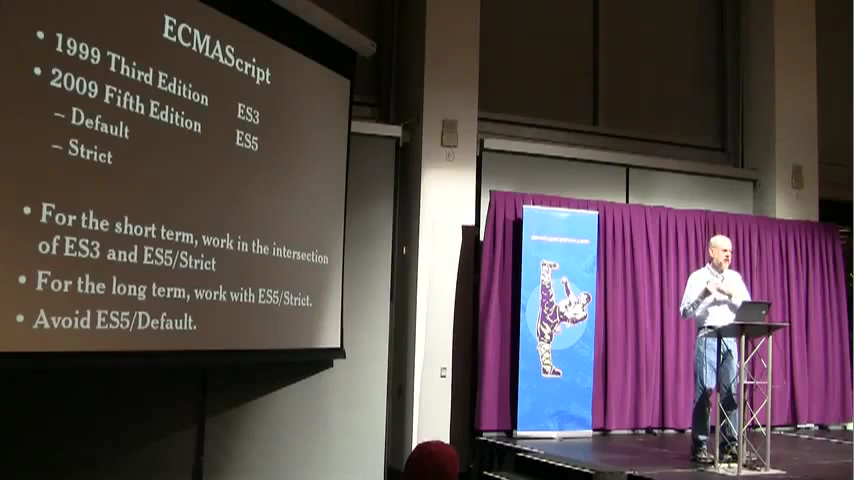 ECMAScript
• 1999 Third Edition ES3
• 2009 Fifth Edition ES5
– Default
– Strict
• For the short term, work in the intersection
of ES3 and ES5/Strict
• For the long term, work with ES5/Strict.
• Avoid ES5/Default.